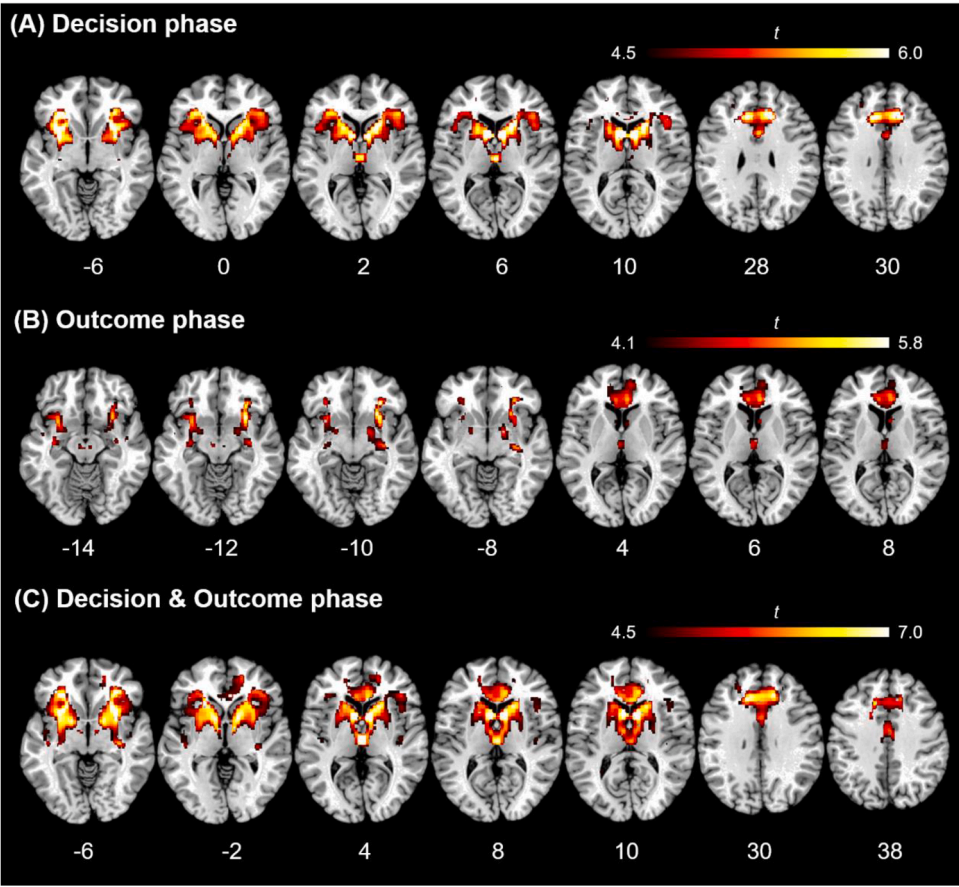 (A) Decision phase
t
4.5 6.0
-6 0 2 6 10 28 30
(B) Outcome phase
t
4.1 5.8
-14 -12 -10 -8 4 6 8
(C) Decision & Outcome phase
t
4.5 7.0
-6 -2 4 8 10 30 38